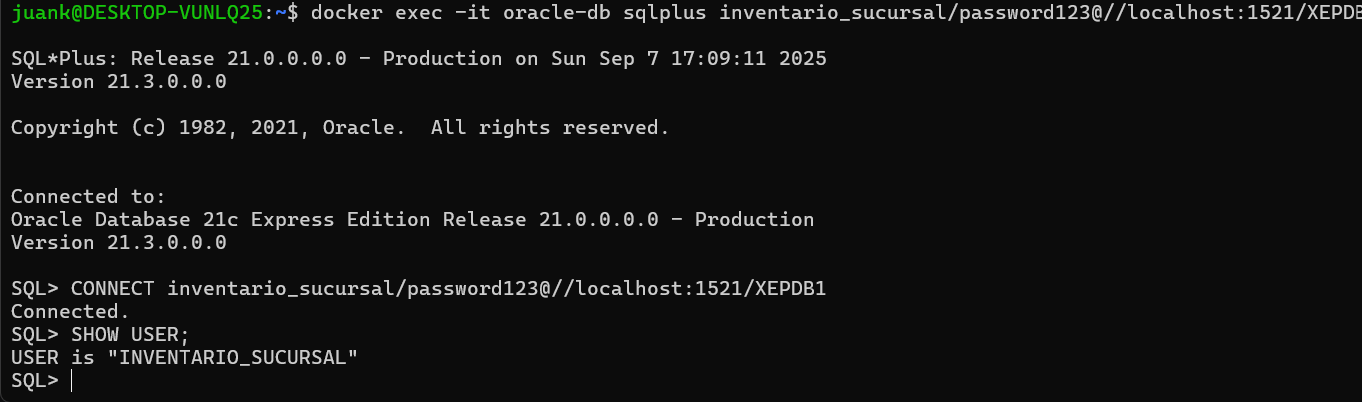 juank@DESKTOP-VUNLQ25:~$ docker exec -it oracle-db sqlplus inventario_sucursal/password123@//localhost:1521/XEPDB
SQL*Plus: Release 21.0.0.0.0 - Production on Sun Sep 7 17:09:11 2025
Version 21.3.0.0.0
Copyright (c) 1982, 2021, Oracle.  All rights reserved.
Connected to:
Oracle Database 21c Express Edition Release 21.0.0.0.0 - Production
Version 21.3.0.0.0
SQL> CONNECT inventario_sucursal/password123@//localhost:1521/XEPDB1
Connected.
SQL> SHOW USER;
USER is "INVENTARIO_SUCURSAL"
SQL>